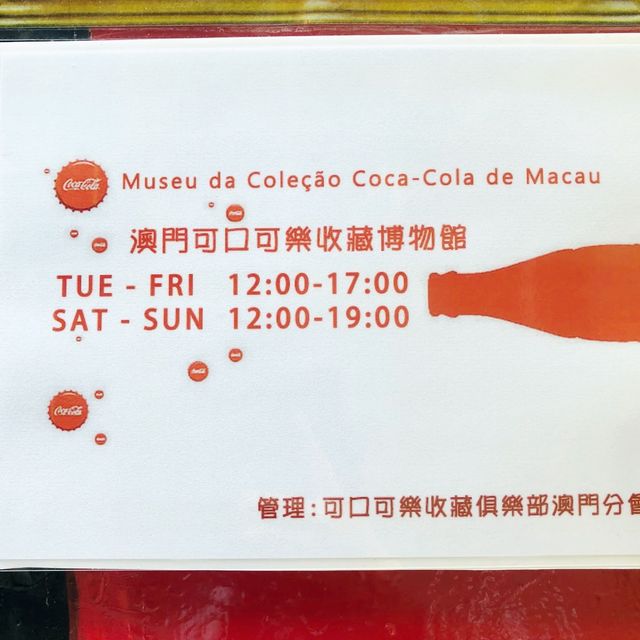 Coca-Cola Museu da Coleção Coca-Cola de Macau
澳門可口可樂收藏博物館
TUE - FRI 12:00-17:00
SAT - SUN 12:00-19:00
Coca-Cola
管理:可口可樂收藏俱樂部澳門分會